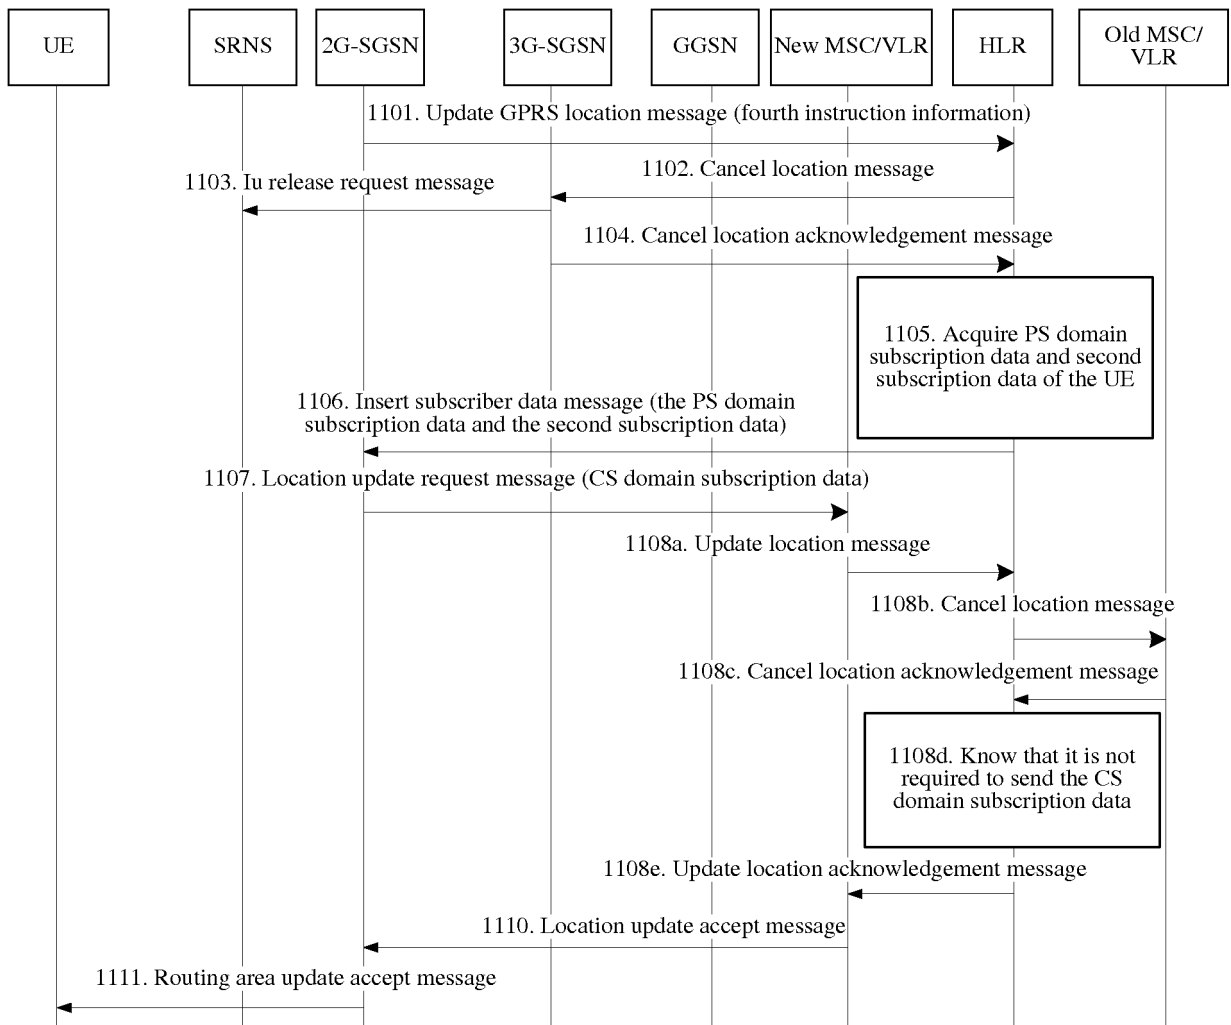 UE
SRNS
2G-SGSN
3G-SGSN
GGSN
New MSC/VLR
HLR
Old MSC/
VLR
1101. Update GPRS location message (fourth instruction information)
1102. Cancel location message
1103. Iu release request message
1104. Cancel location acknowledgement message
1105. Acquire PS domain
subscription data and second
subscription data of the UE
1106. Insert subscriber data message (the PS domain
subscription data and the second subscription data)
1107. Location update request message (CS domain subscription data)
1108a. Update location message
1108b. Cancel location message
1108c. Cancel location acknowledgement message
1108d. Know that it is not
required to send the CS
domain subscription data
1108e. Update location acknowledgement message
1110. Location update accept message
1111. Routing area update accept message